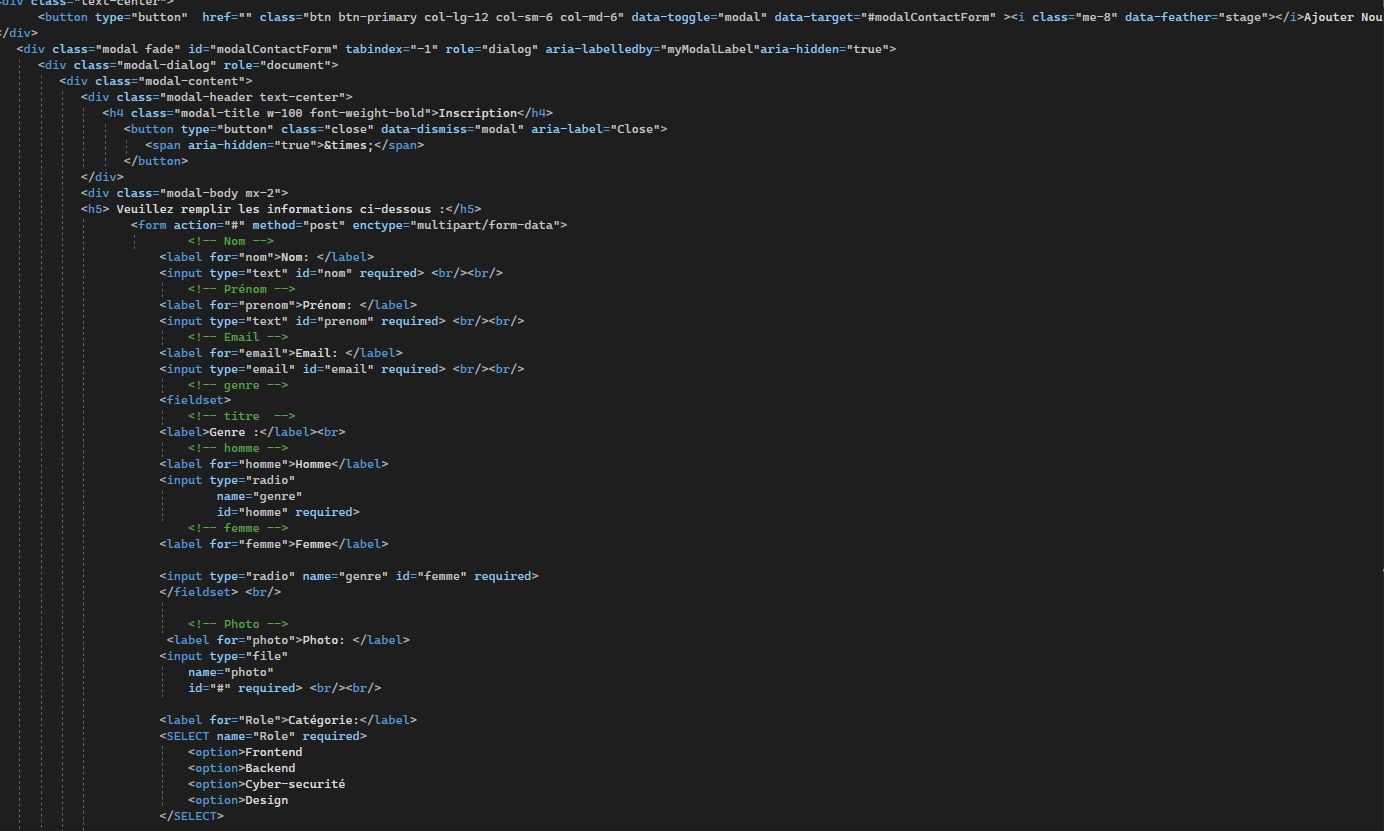 <div class="text-center">
<button type="button"  href="" class="btn btn-primary col-lg-12 col-sm-6 col-md-6" data-toggle="modal" data-target="#modalContactForm" ><i class="me-8" data-feather="stage"></i>Ajouter Nou
/div>
<div class="modal fade" id="modalContactForm" tabindex="-1" role="dialog" aria-labelledby="myModalLabel"aria-hidden="true">
<div class="modal-dialog" role="document">
<div class="modal-content">
<div class="modal-header text-center">
<h4 class="modal-title w-100 font-weight-bold">Inscription</h4>
<button type="button" class="close" data-dismiss="modal" aria-label="Close">
<span aria-hidden="true">&times;</span>
</button>
</div>
<div class="modal-body mx-2">
<h5> Veuillez remplir les informations ci-dessous :</h5>
<form action="#" method="post" enctype="multipart/form-data">
<!-- Nom -->
<label for="nom">Nom: </label>
<input type="text" id="nom" required> <br/><br/>
<!-- Prénom -->
<label for="prenom">Prénom: </label>
<input type="text" id="prenom" required> <br/><br/>
<!-- Email -->
<label for="email">Email: </label>
<input type="email" id="email" required> <br/><br/>
<!-- genre -->
<fieldset>
<!-- titre  -->
<label>Genre :</label><br>
<!-- homme -->
<label for="homme">Homme</label>
<input type="radio"
name="genre"
id="homme" required>
<!-- femme -->
<label for="femme">Femme</label>
<input type="radio" name="genre" id="femme" required>
</fieldset> <br/>
<!-- Photo -->
<label for="photo">Photo: </label>
<input type="file"
name="photo"
id="#" required> <br/><br/>
<label for="Role">Catégorie:</label>
<SELECT name="Role" required>
<option>Frontend
<option>Backend
<option>Cyber-securité
<option>Design
</SELECT>